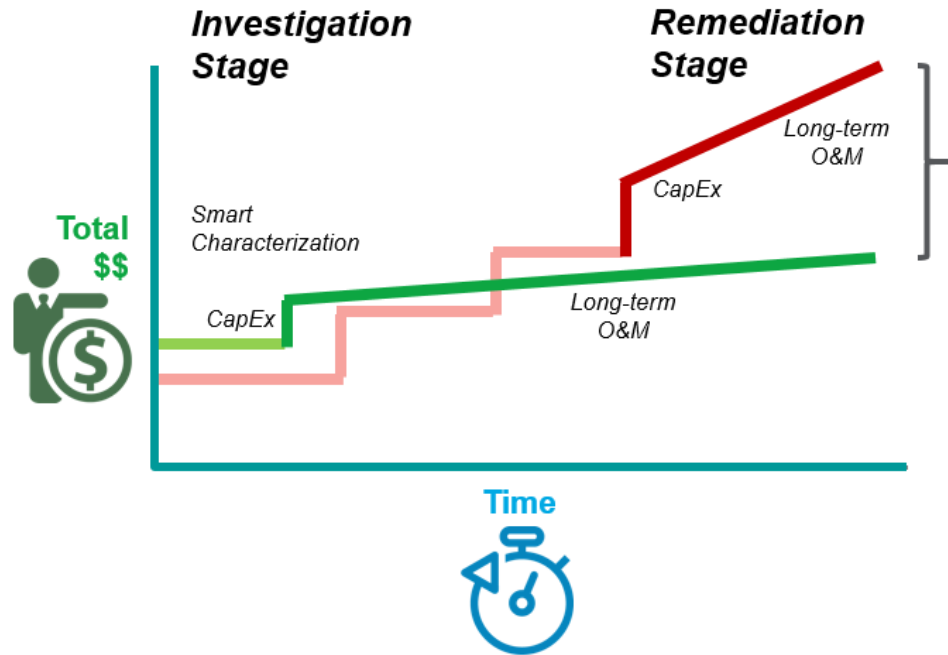 Investigation
Stage
Remediation
Stage
Long-term
O&M
CapEx
Smart
Characterization
Total
$$
CapEx
Long-term
O&M
$
Time